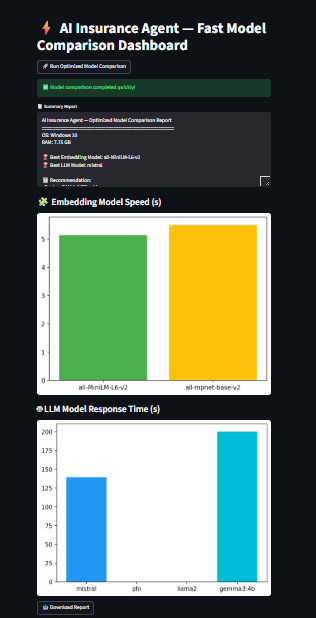 ⚡ AI Insurance Agent — Fast Model
Comparison Dashboard
🚀 Run Optimized Model Comparison
✅ Model comparison completed quickly!
📄 Summary Report
AI Insurance Agent — Optimized Model Comparison Report
OS: Windows 10
RAM: 7.75 GB
🏆 Best Embedding Model: all-MiniLM-L6-v2
🏆 Best LLM Model: mistral
Recommendation:
🧩 Embedding Model Speed (s)
5
4
3
2
1
0
all-MiniLM-L6-v2 all-mpnet-base-v2
LLM Model Response Time (s)
200
175
150
125
100
75
50
25
0
mistral phi llama2 gemma3:4b
Download Report